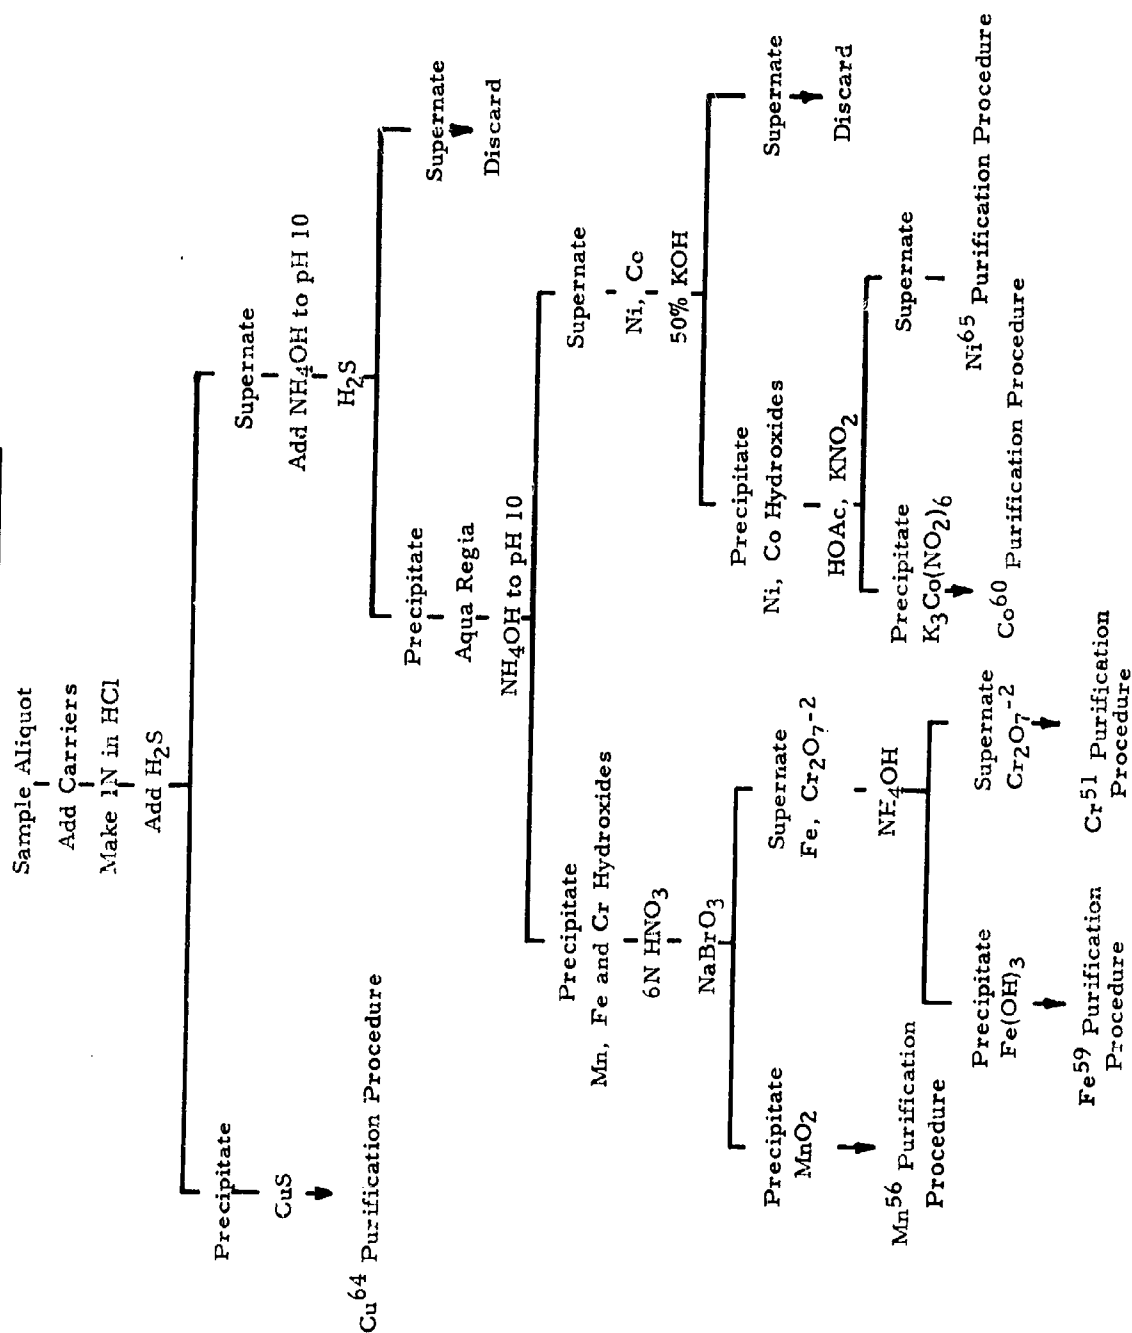 Sample Aliquot
Add Carriers
Make 1N in HCl
Add H2S
Precipitate
CuS
Cu64 Purification Procedure
Supernate
Add NH4OH to pH 10
H2S
Precipitate
Aqua Regia
NH4OH to pH 10
Supernate
Discard
Precipitate
Mn, Fe and Cr Hydroxides
6N HNO3
NaBrO3
Supernate
Ni, Co
50% KOH
Precipitate
MnO2
Mn56 Purification
Procedure
Supernate
Fe, Cr2O7-2
NH4OH
Precipitate
Fe(OH)3
Fe59 Purification
Procedure
Supernate
Cr2O7-2
Cr51 Purification
Procedure
Precipitate
Ni, Co Hydroxides
HOAc, KNO2
Supernate
Discard
Precipitate
K3Co(NO2)6
Co60 Purification Procedure
Supernate
Ni65 Purification Procedure